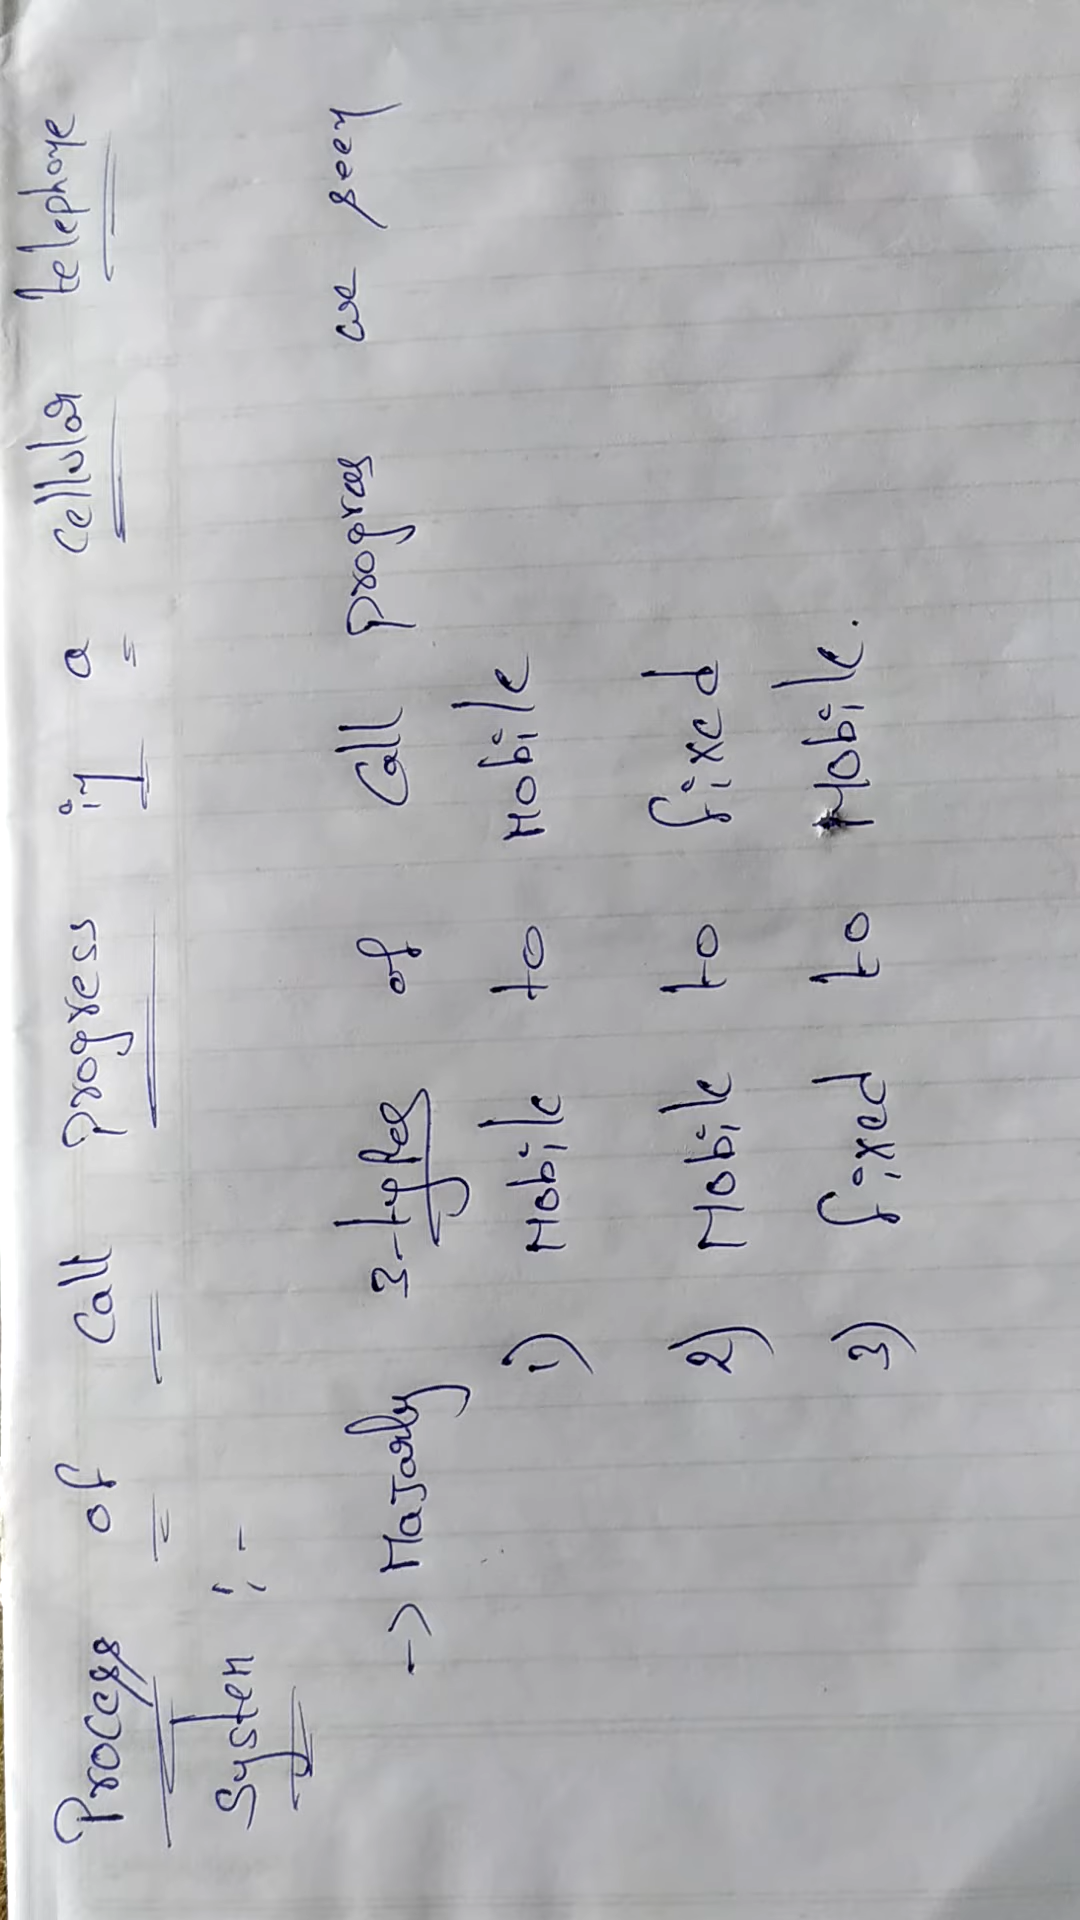 Process of Call progress in a cellular telephone
System :-
-> Majorly 3-types of Call progres we seen
1) Mobile to Mobile
2) Mobile to fixed
3) fixed to Mobile.